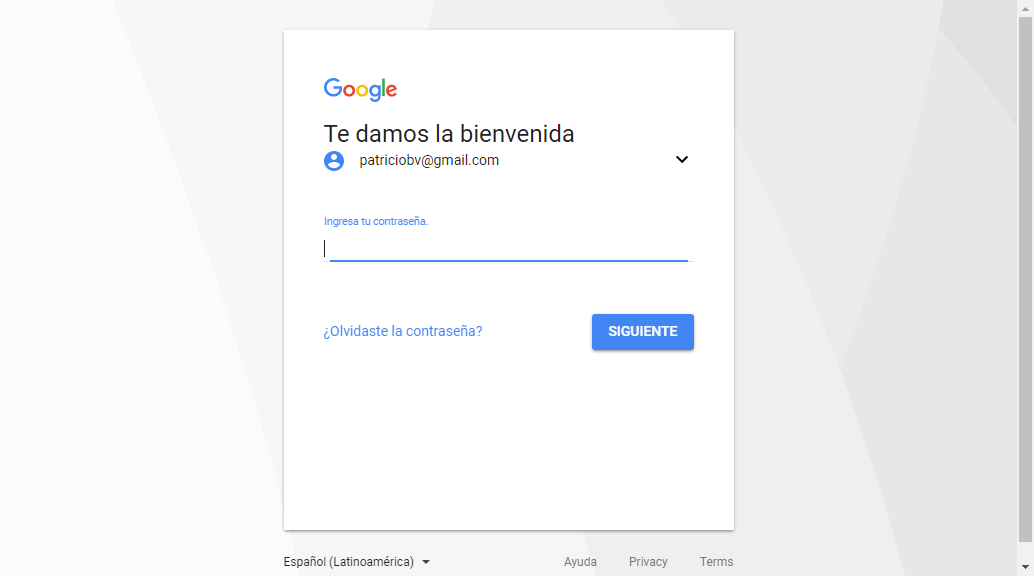 Google
Te damos la bienvenida
patriciobv@gmail.com
Ingresa tu contraseña.
¿Olvidaste la contraseña?
SIGUIENTE
Español (Latinoamérica)
Ayuda
Privacy
Terms